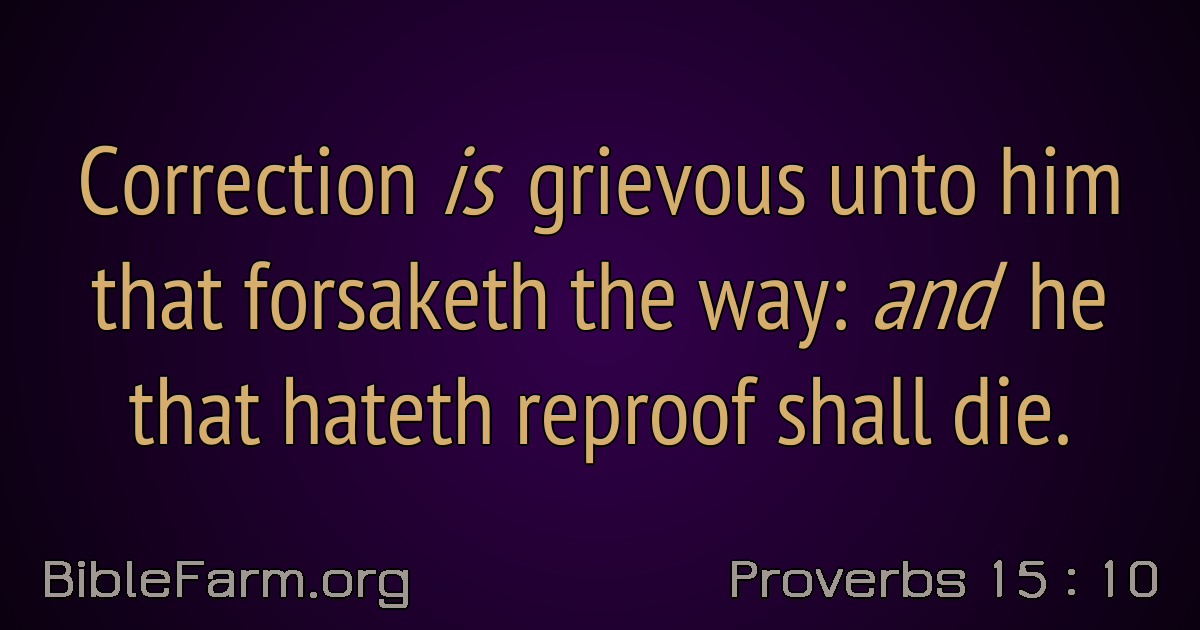 Correction is grievous unto him
that forsaketh the way: and he
that hateth reproof shall die.
BibleFarm.org
Proverbs 15 : 10